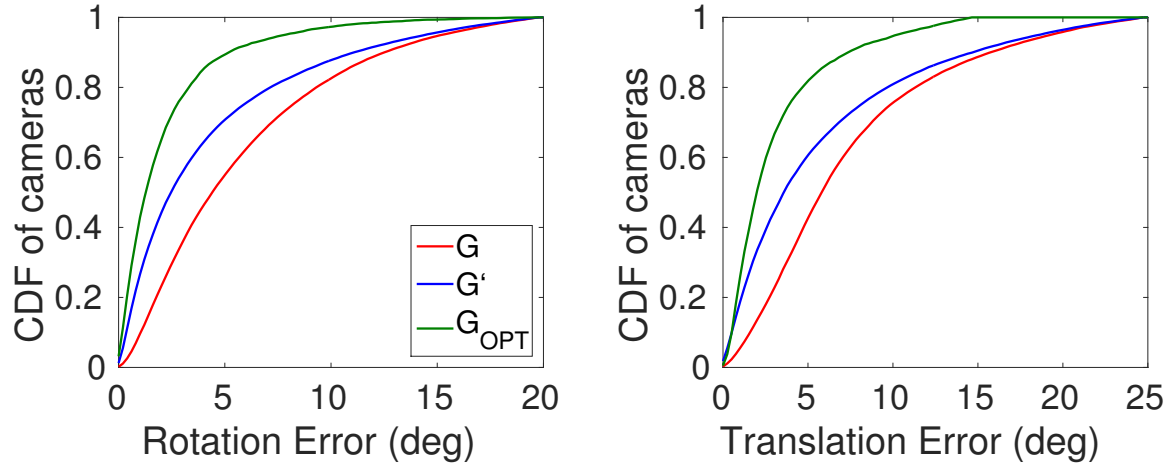 CDF of cameras
1
0.8
0.6
0.4
0.2
0
0 5 10 15 20
Rotation Error (deg)
G
G‘
G_OPT
CDF of cameras
1
0.8
0.6
0.4
0.2
0
0 5 10 15 20 25
Translation Error (deg)